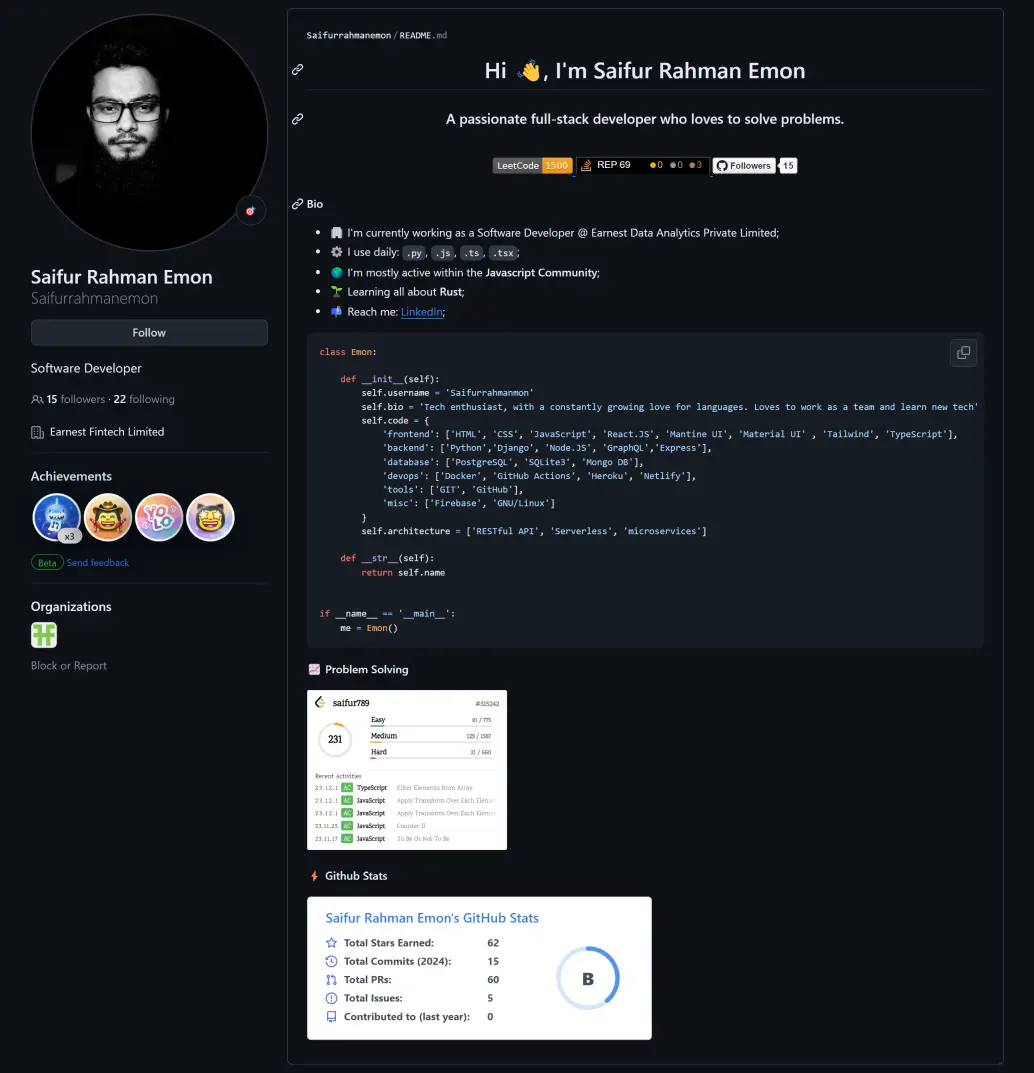 Saifur Rahman Emon
Saifurrahmanemon
Follow
Software Developer
15 followers · 22 following
Earnest Fintech Limited
Achievements
x3
YOLO
Beta Send feedback
Organizations
Block or Report
Saifurrahmanemon / README.md
Hi 👋, I'm Saifur Rahman Emon
A passionate full-stack developer who loves to solve problems.
LeetCode 1500 REP 69 0 0 3 Followers 15
Bio
I'm currently working as a Software Developer @ Earnest Data Analytics Private Limited;
I use daily: .py, .js, .ts, .tsx;
I'm mostly active within the Javascript Community;
Learning all about Rust;
Reach me: LinkedIn;
class Emon:
def __init__(self):
self.username = 'Saifurrahmanmon'
self.bio = 'Tech enthusiast, with a constantly growing love for languages. Loves to work as a team and learn new tech'
self.code = {
'frontend': ['HTML', 'CSS', 'JavaScript', 'React.JS', 'Mantine UI', 'Material UI' , 'Tailwind', 'TypeScript'],
'backend': ['Python','Django', 'Node.JS', 'GraphQL','Express'],
'database': ['PostgreSQL', 'SQLite3', 'Mongo DB'],
'devops': ['Docker', 'GitHub Actions', 'Heroku', 'Netlify'],
'tools': ['GIT', 'GitHub'],
'misc': ['Firebase', 'GNU/Linux']
}
self.architecture = ['RESTful API', 'Serverless', 'microservices']
def __str__(self):
return self.name
if __name__ == '__main__':
me = Emon()
Problem Solving
saifur789 #315242
231
Easy 81 / 775
Medium 129 / 1587
Hard 21 / 660
Recent Activities
23.12.1 AC TypeScript Filter Elements from Array
23.12.1 AC JavaScript Apply Transform Over Each Eleme
23.12.1 AC JavaScript Apply Transform Over Each Eleme
23.11.25 AC JavaScript Counter II
23.11.17 AC JavaScript To Be Or Not To Be
Github Stats
Saifur Rahman Emon's GitHub Stats
Total Stars Earned: 62
Total Commits (2024): 15
Total PRs: 60
Total Issues: 5
Contributed to (last year): 0
B